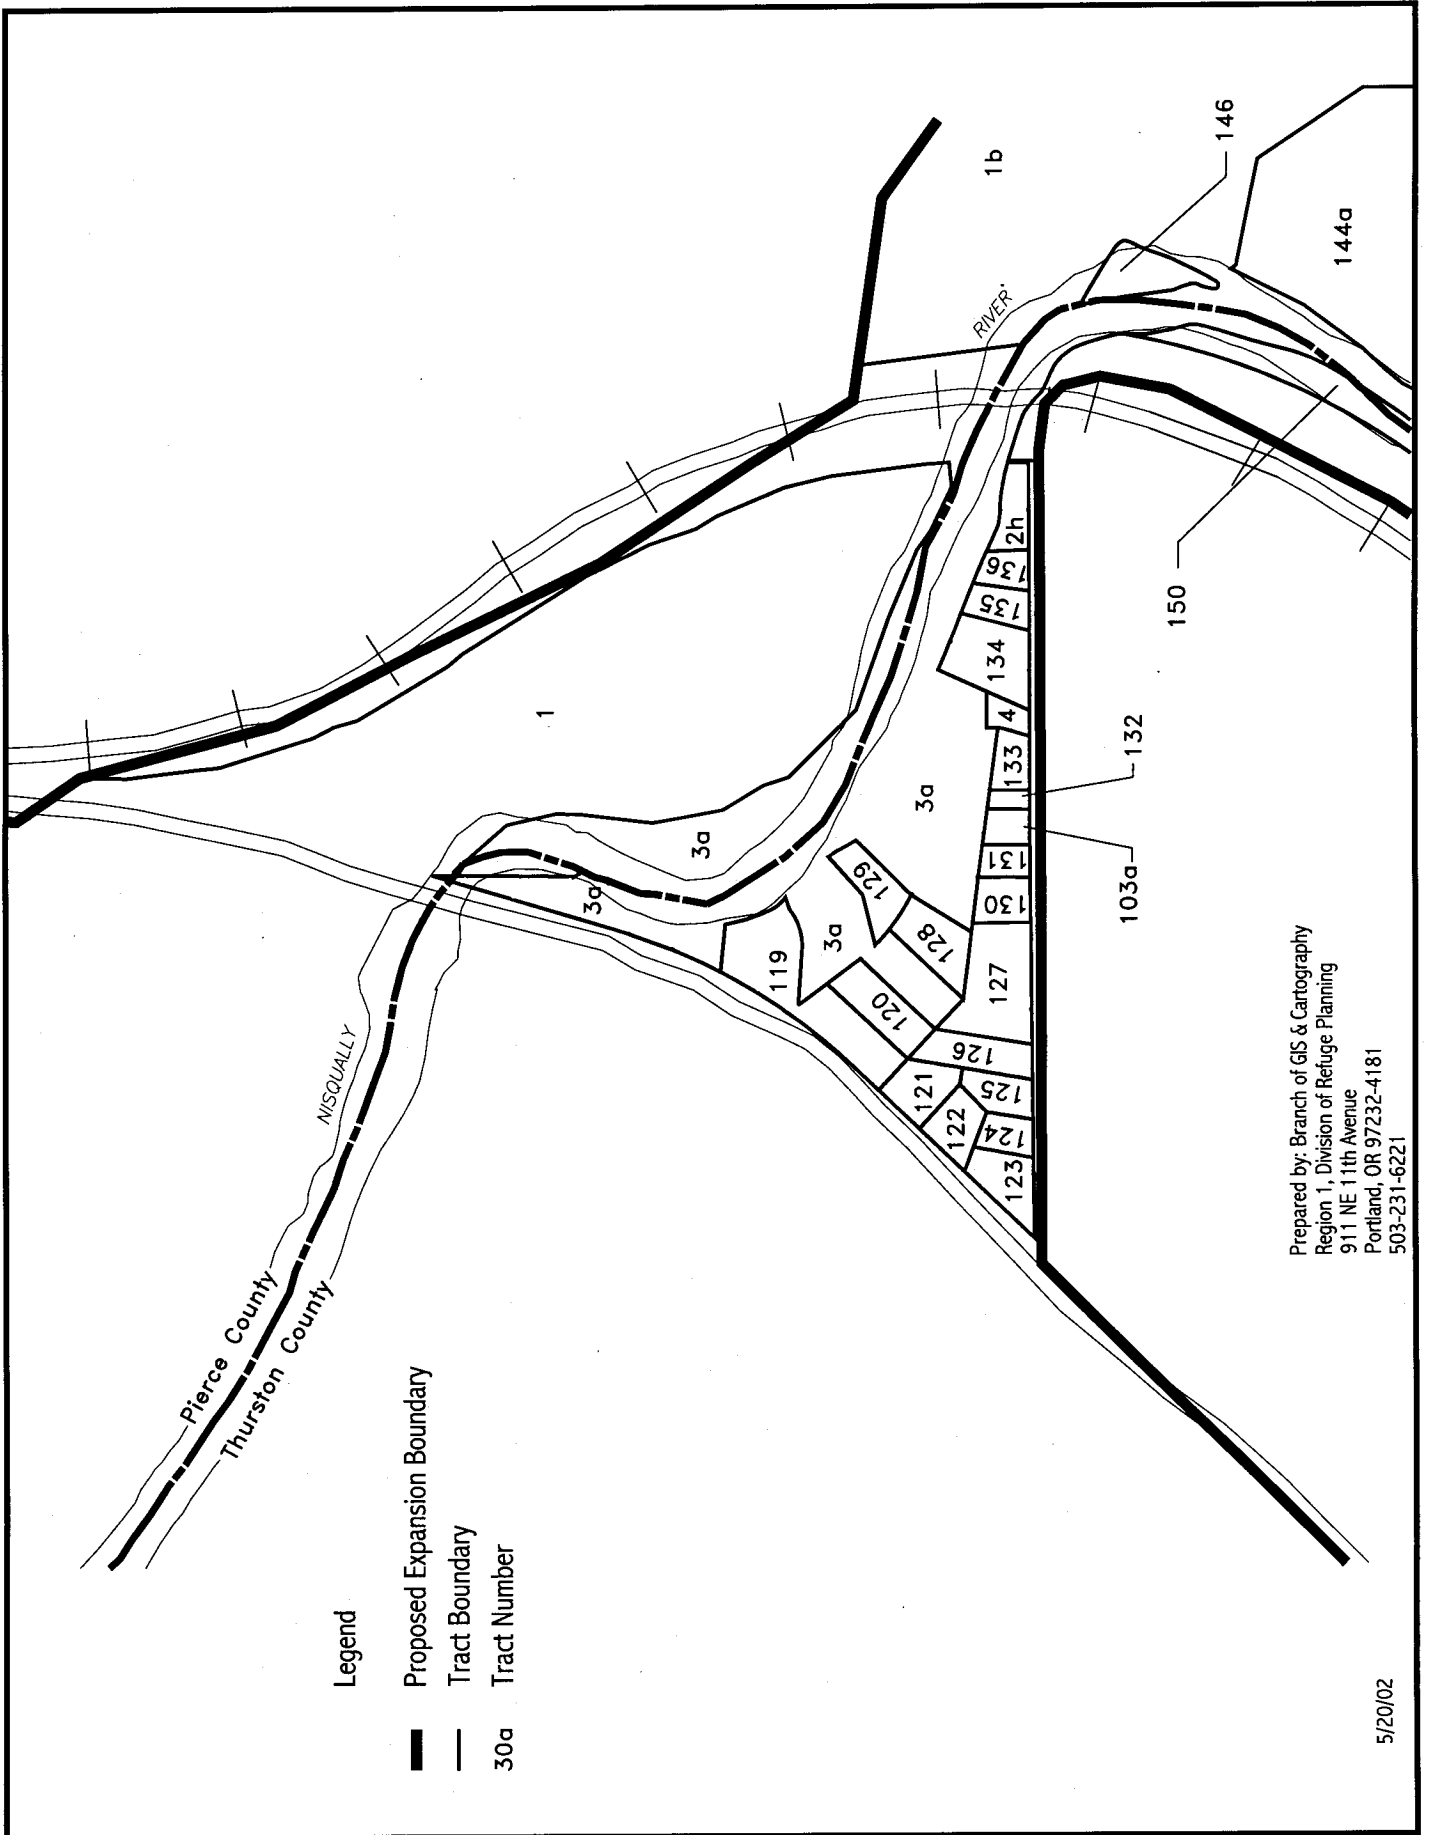 Pierce County
Thurston County
NISQUALLY
RIVER
1
1b
146
144a
3a
3a
3a
3a
119
129
128
120
127
126
121
122
125
124
123
130
131
103a
132
133
4
134
135
136
2h
150
Legend
Proposed Expansion Boundary
Tract Boundary
30a Tract Number
Prepared by: Branch of GIS & Cartography
Region 1, Division of Refuge Planning
911 NE 11th Avenue
Portland, OR 97232-4181
503-231-6221
5/20/02